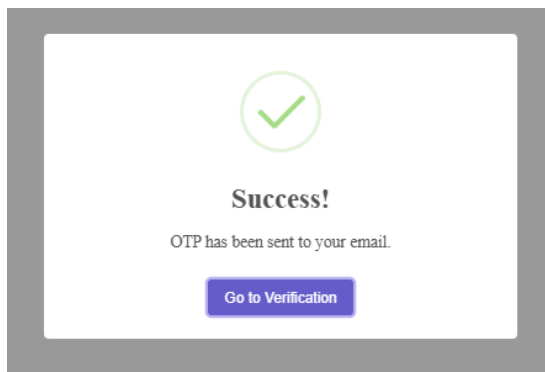 Success!
OTP has been sent to your email.
Go to Verification